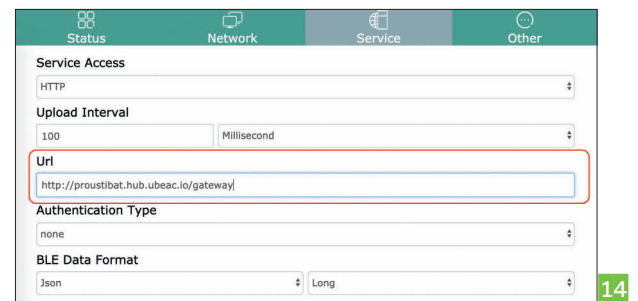 Status Network Service Other
Service Access
HTTP
Upload Interval
100 Millisecond
Url
http://proustibat.hub.ubeac.io/gateway
Authentication Type
none
BLE Data Format
Json Long
14